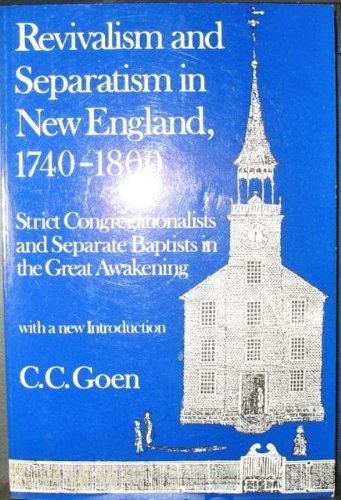 Revivalism and
Separatism in
New England,
1740-1800
Strict Congregationalists
and Separate Baptists in
the Great Awakening
with a new Introduction
C.C. Goen